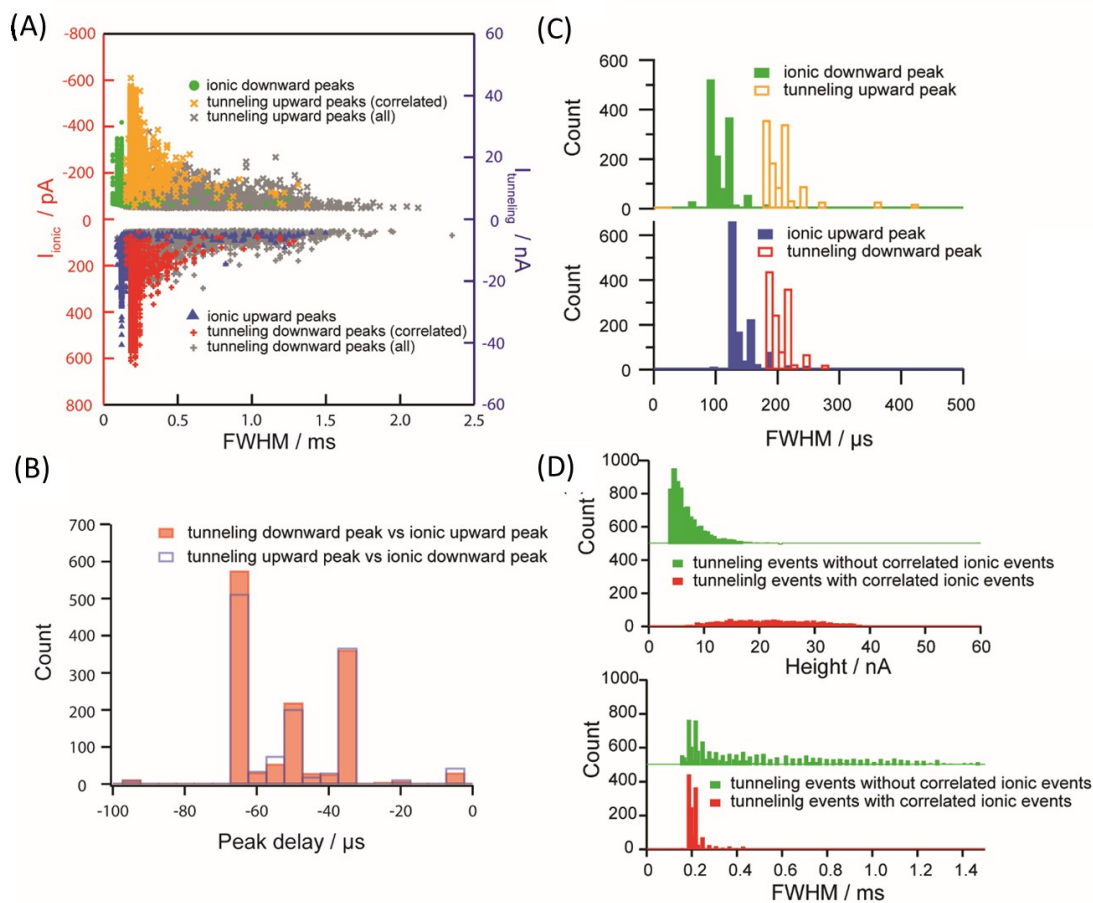 (A)
-800
-600
-400
-200
0
200
400
600
800
I ionic / pA
60
40
20
0
-20
-40
-60
I tunneling / nA
ionic downward peaks
tunneling upward peaks (correlated)
tunneling upward peaks (all)
ionic upward peaks
tunneling downward peaks (correlated)
tunneling downward peaks (all)
0 0.5 1.0 1.5 2.0 2.5
FWHM / ms
(C)
600
400
200
0
Count
ionic downward peak
tunneling upward peak
600
400
200
0
Count
ionic upward peak
tunneling downward peak
0 100 200 300 400 500
FWHM / µs
(B)
700
600
500
400
300
200
100
0
Count
tunneling downward peak vs ionic upward peak
tunneling upward peak vs ionic downward peak
-100 -80 -60 -40 -20 0
Peak delay / µs
(D)
1000
800
600
400
200
0
Count
tunneling events without correlated ionic events
tunnelinlg events with correlated ionic events
0 10 20 30 40 50 60
Height / nA
1000
800
600
400
200
0
Count
tunneling events without correlated ionic events
tunnelinlg events with correlated ionic events
0 0.2 0.4 0.6 0.8 1.0 1.2 1.4
FWHM / ms